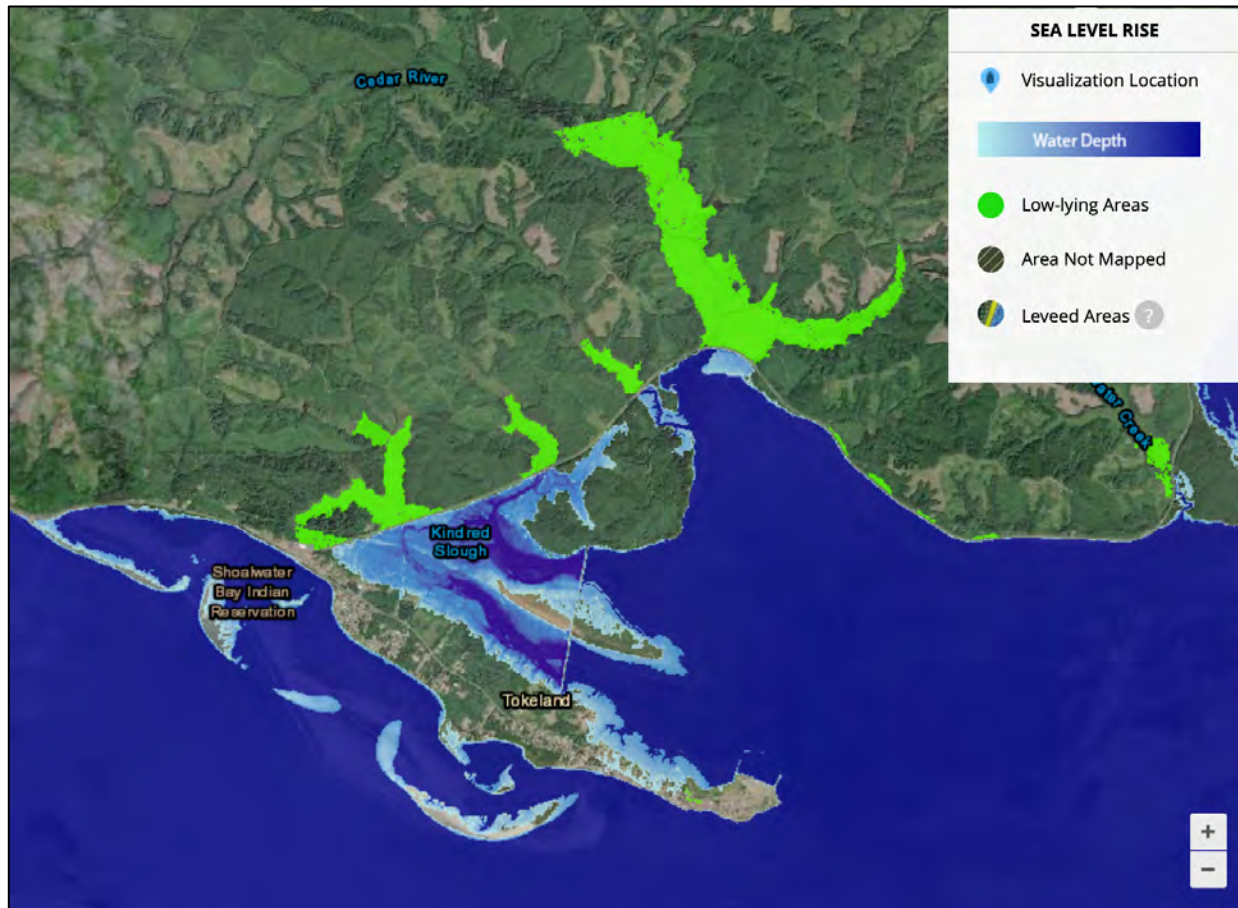 SEA LEVEL RISE
Visualization Location
Water Depth
Low-lying Areas
Area Not Mapped
Leveed Areas ?
Cedar River
Creek
Kindred
Slough
Shoalwater
Bay Indian
Reservation
Tokeland
+
−